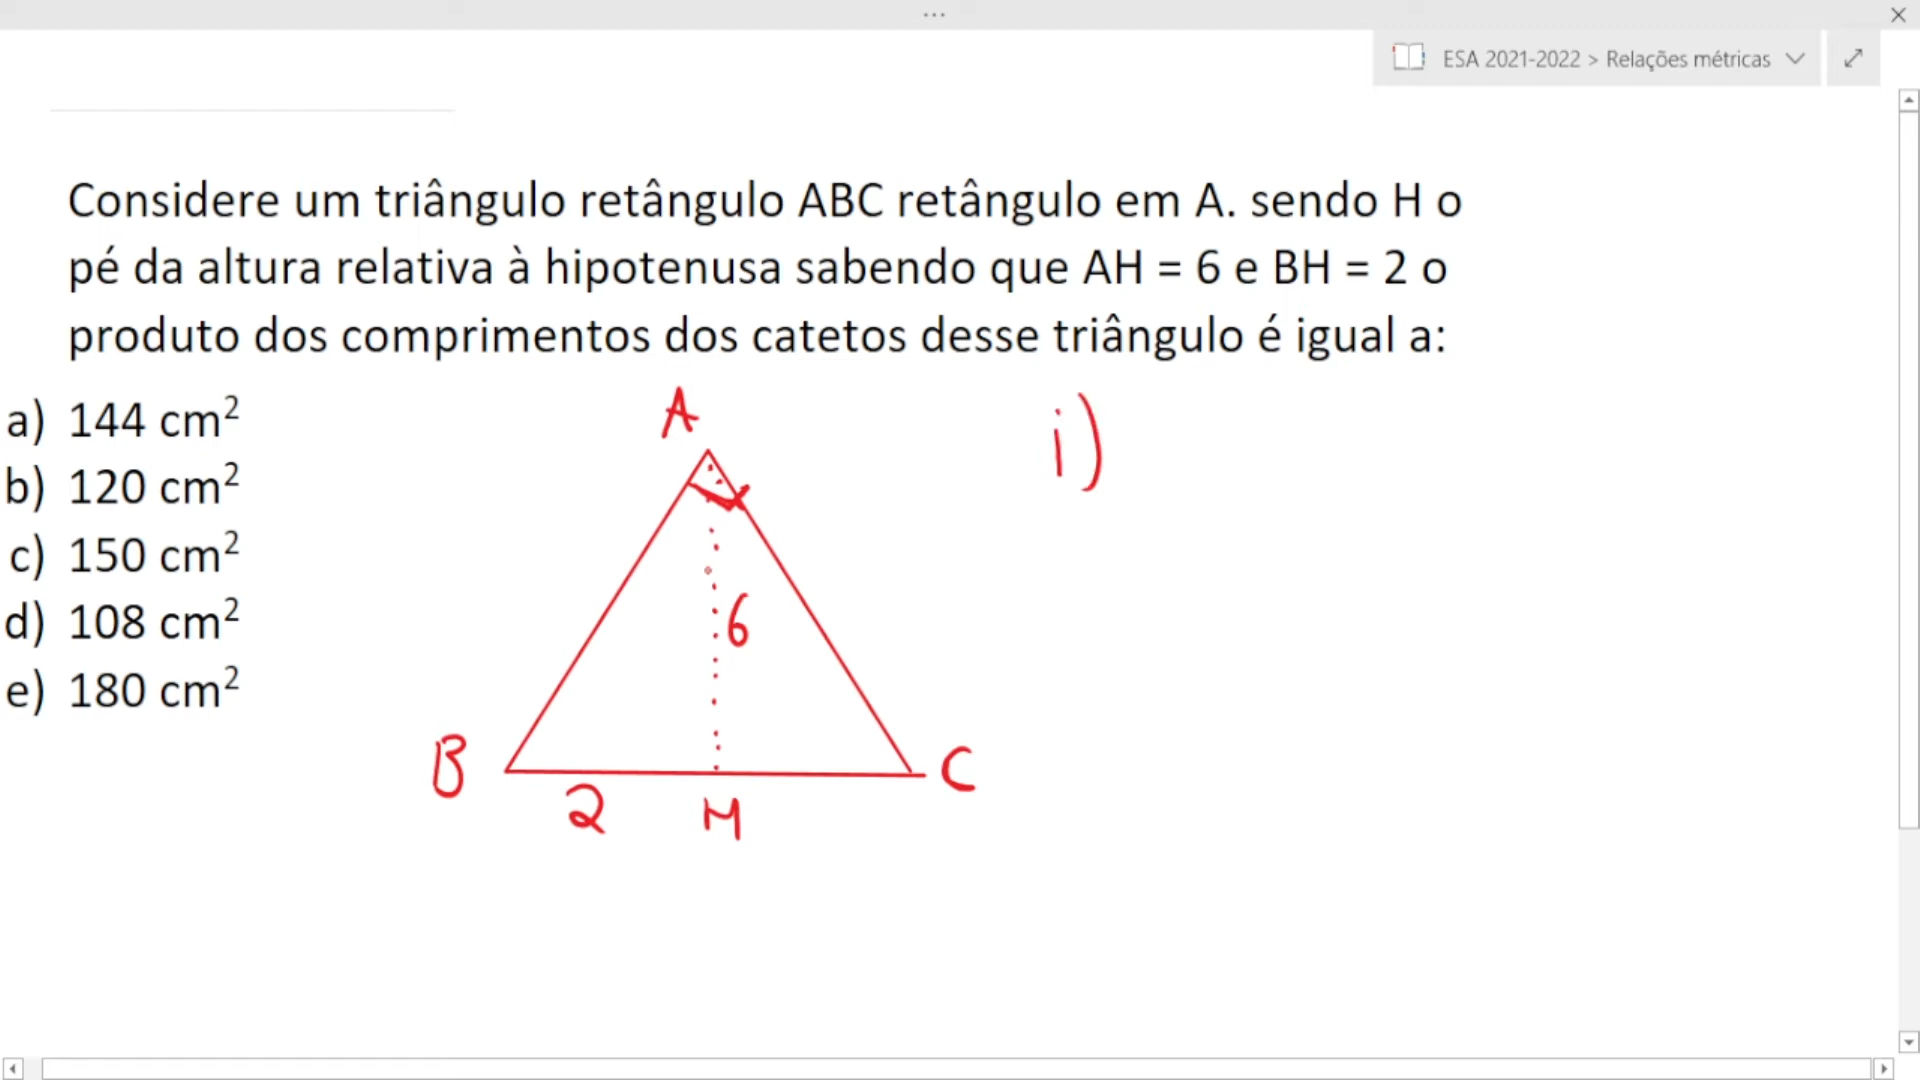 ESA 2021-2022 > Relações métricas
Considere um triângulo retângulo ABC retângulo em A. sendo H o
pé da altura relativa à hipotenusa sabendo que AH = 6 e BH = 2 o
produto dos comprimentos dos catetos desse triângulo é igual a:
a) 144 cm²
b) 120 cm²
c) 150 cm²
d) 108 cm²
e) 180 cm²
A
i)
6
B
C
2
H